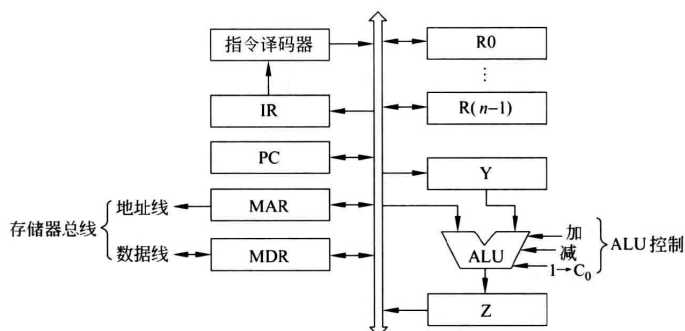 指令译码器
R0
⋮
IR
R(n−1)
PC
Y
存储器总线
地址线
MAR
数据线
MDR
ALU
加
减
1→C₀
ALU控制
Z